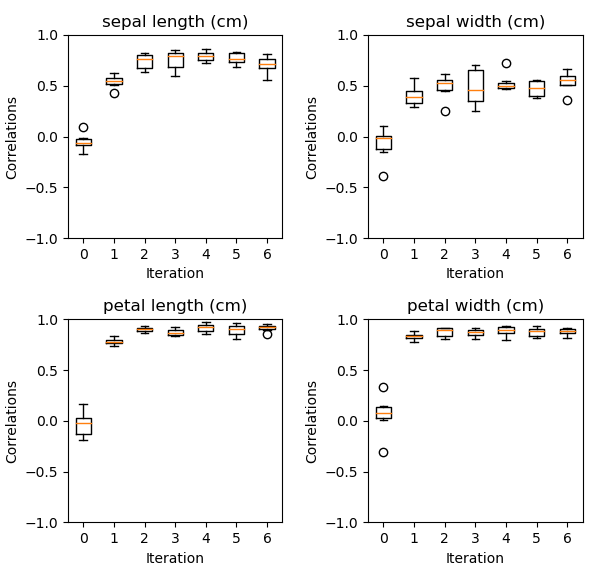 sepal length (cm)
1.0
0.5
0.0
−0.5
−1.0
Correlations
0 1 2 3 4 5 6
Iteration
sepal width (cm)
1.0
0.5
0.0
−0.5
−1.0
Correlations
0 1 2 3 4 5 6
Iteration
petal length (cm)
1.0
0.5
0.0
−0.5
−1.0
Correlations
0 1 2 3 4 5 6
Iteration
petal width (cm)
1.0
0.5
0.0
−0.5
−1.0
Correlations
0 1 2 3 4 5 6
Iteration